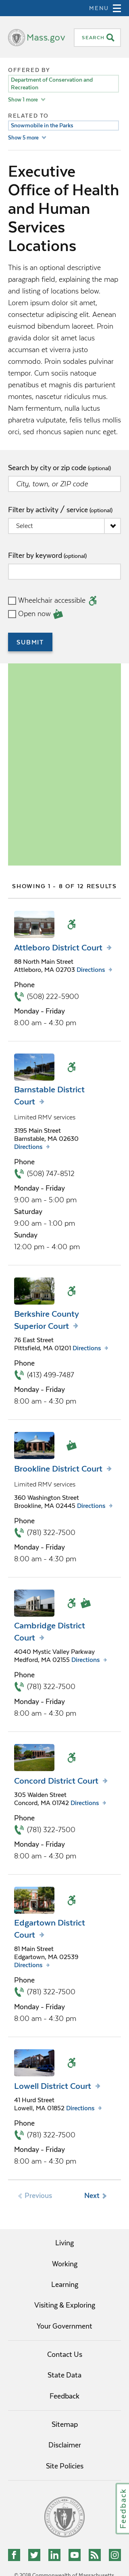 MENU
Mass.gov
SEARCH
OFFERED BY
Department of Conservation and
Recreation
Show 1 more
RELATED TO
Snowmobile in the Parks
Show 5 more
Executive
Office of Health
and Human
Services
Locations
This is an optional descriptive
paragraph field, explaining the map
and listing of locations below.
Lorem ipsum dolor sit amet,
consectetur adipiscing elit. Aenean
euismod bibendum laoreet. Proin
gravida dolor sit amet lacus
accumsan et viverra justo
commodo. Proin sodales pulvinar
tempor. Cum sociis natoque
penatibus et magnis dis parturient
montes, nascetur ridiculus mus.
Nam fermentum, nulla luctus
pharetra vulputate, felis tellus mollis
orci, sed rhoncus sapien nunc eget.
Search by city or zip code (optional)
City, town, or ZIP code
Filter by activity / service (optional)
Select
Filter by keyword (optional)
Wheelchair accessible
Open now
SUBMIT
SHOWING 1 - 8 OF 12 RESULTS
Attleboro District Court
88 North Main Street
Attleboro, MA 02703 Directions
Phone
(508) 222-5900
Monday - Friday
8:00 am - 4:30 pm
Barnstable District
Court
Limited RMV services
3195 Main Street
Barnstable, MA 02630
Directions
Phone
(508) 747-8512
Monday - Friday
9:00 am - 5:00 pm
Saturday
9:00 am - 1:00 pm
Sunday
12:00 pm - 4:00 pm
Berkshire County
Superior Court
76 East Street
Pittsfield, MA 01201 Directions
Phone
(413) 499-7487
Monday - Friday
8:00 am - 4:30 pm
Brookline District Court
Limited RMV services
360 Washington Street
Brookline, MA 02445 Directions
Phone
(781) 322-7500
Monday - Friday
8:00 am - 4:30 pm
Cambridge District
Court
4040 Mystic Valley Parkway
Medford, MA 02155 Directions
Phone
(781) 322-7500
Monday - Friday
8:00 am - 4:30 pm
Concord District Court
305 Walden Street
Concord, MA 01742 Directions
Phone
(781) 322-7500
Monday - Friday
8:00 am - 4:30 pm
Edgartown District
Court
81 Main Street
Edgartown, MA 02539
Directions
Phone
(781) 322-7500
Monday - Friday
8:00 am - 4:30 pm
Lowell District Court
41 Hurd Street
Lowell, MA 01852 Directions
Phone
(781) 322-7500
Monday - Friday
8:00 am - 4:30 pm
Previous
Next
Living
Working
Learning
Visiting & Exploring
Your Government
Contact Us
State Data
Feedback
Sitemap
Disclaimer
Site Policies
Feedback